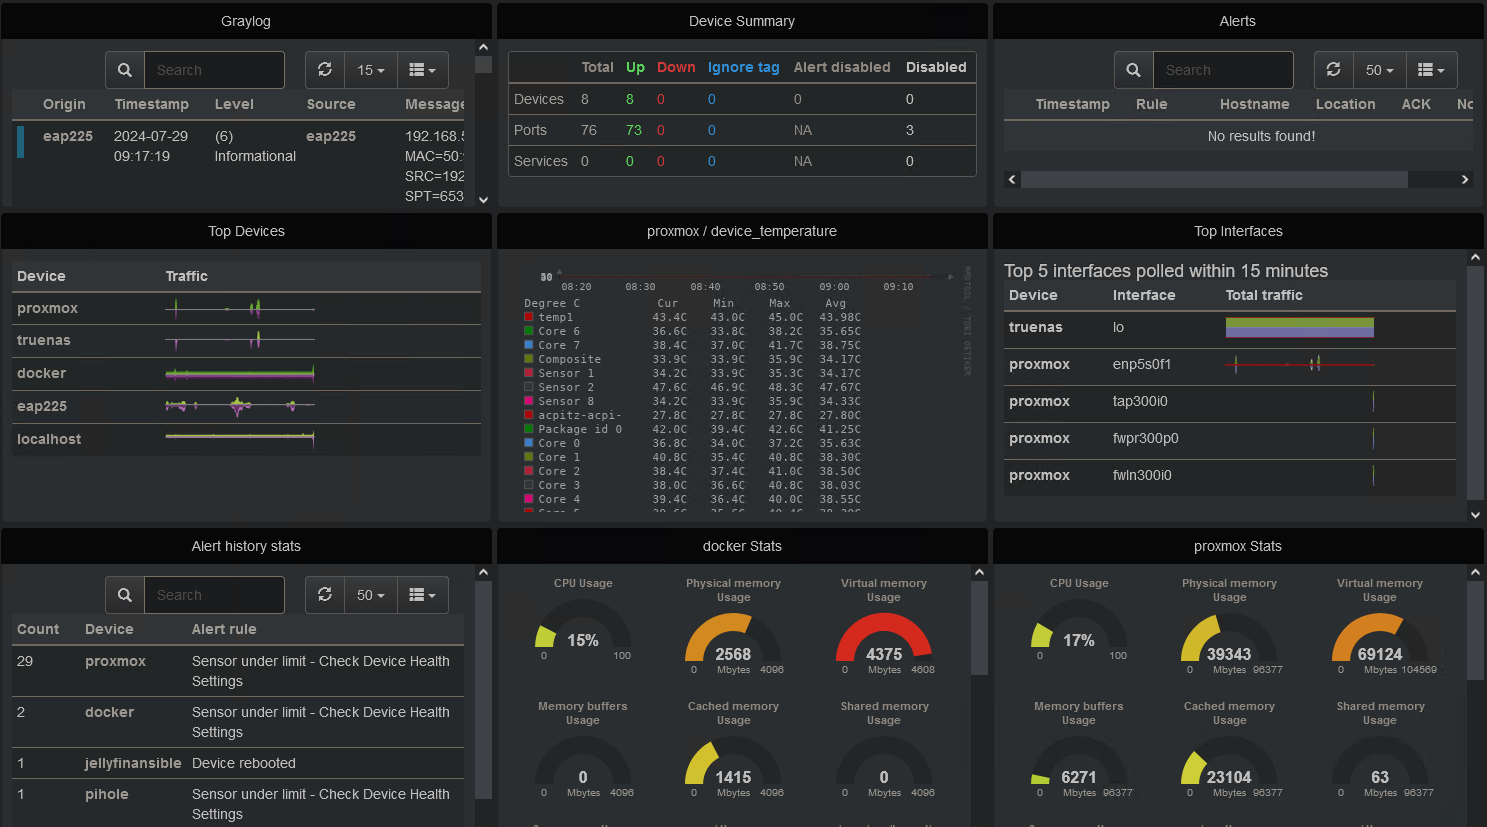 Graylog
Search
15
Origin Timestamp Level Source Message
eap225 2024-07-29 (6) eap225 192.168.5
09:17:19 Informational MAC=50:
SRC=192
SPT=653
Device Summary
Total Up Down Ignore tag Alert disabled Disabled
Devices 8 8 0 0 0 0
Ports 76 73 0 0 NA 3
Services 0 0 0 0 NA 0
Alerts
Search
50
Timestamp Rule Hostname Location ACK No
No results found!
Top Devices
Device Traffic
proxmox
truenas
docker
eap225
localhost
proxmox / device_temperature
08:20 08:30 08:40 08:50 09:00 09:10
RRDTOOL / TOBI OETIKER
Degree C Cur Min Max Avg
temp1 43.4C 43.0C 45.0C 43.98C
Core 6 36.6C 33.8C 38.2C 35.65C
Core 7 38.4C 37.0C 41.7C 38.75C
Composite 33.9C 33.9C 35.9C 34.17C
Sensor 1 34.2C 33.9C 35.3C 34.17C
Sensor 2 47.6C 46.9C 48.3C 47.67C
Sensor 8 34.2C 33.9C 35.9C 34.33C
acpitz-acpi- 27.8C 27.8C 27.8C 27.80C
Package id 0 42.0C 39.4C 42.6C 41.25C
Core 0 36.8C 34.0C 37.2C 35.63C
Core 1 40.8C 35.4C 40.8C 38.30C
Core 2 38.4C 37.4C 41.0C 38.50C
Core 3 38.0C 36.6C 40.8C 38.03C
Core 4 39.4C 36.4C 40.0C 38.55C
Top Interfaces
Top 5 interfaces polled within 15 minutes
Device Interface Total traffic
truenas lo
proxmox enp5s0f1
proxmox tap300i0
proxmox fwpr300p0
proxmox fwln300i0
Alert history stats
Search
50
Count Device Alert rule
29 proxmox Sensor under limit - Check Device Health
Settings
2 docker Sensor under limit - Check Device Health
Settings
1 jellyfinansible Device rebooted
1 pihole Sensor under limit - Check Device Health
Settings
docker Stats
CPU Usage Physical memory Virtual memory
Usage Usage
15% 2568 4375
0 100 0 Mbytes 4096 0 Mbytes 4608
Memory buffers Cached memory Shared memory
Usage Usage Usage
0 1415 0
0 Mbytes 4096 0 Mbytes 4096 0 Mbytes 4096
proxmox Stats
CPU Usage Physical memory Virtual memory
Usage Usage
17% 39343 69124
0 100 0 Mbytes 96377 0 Mbytes 104569
Memory buffers Cached memory Shared memory
Usage Usage Usage
6271 23104 63
0 Mbytes 96377 0 Mbytes 96377 0 Mbytes 96377